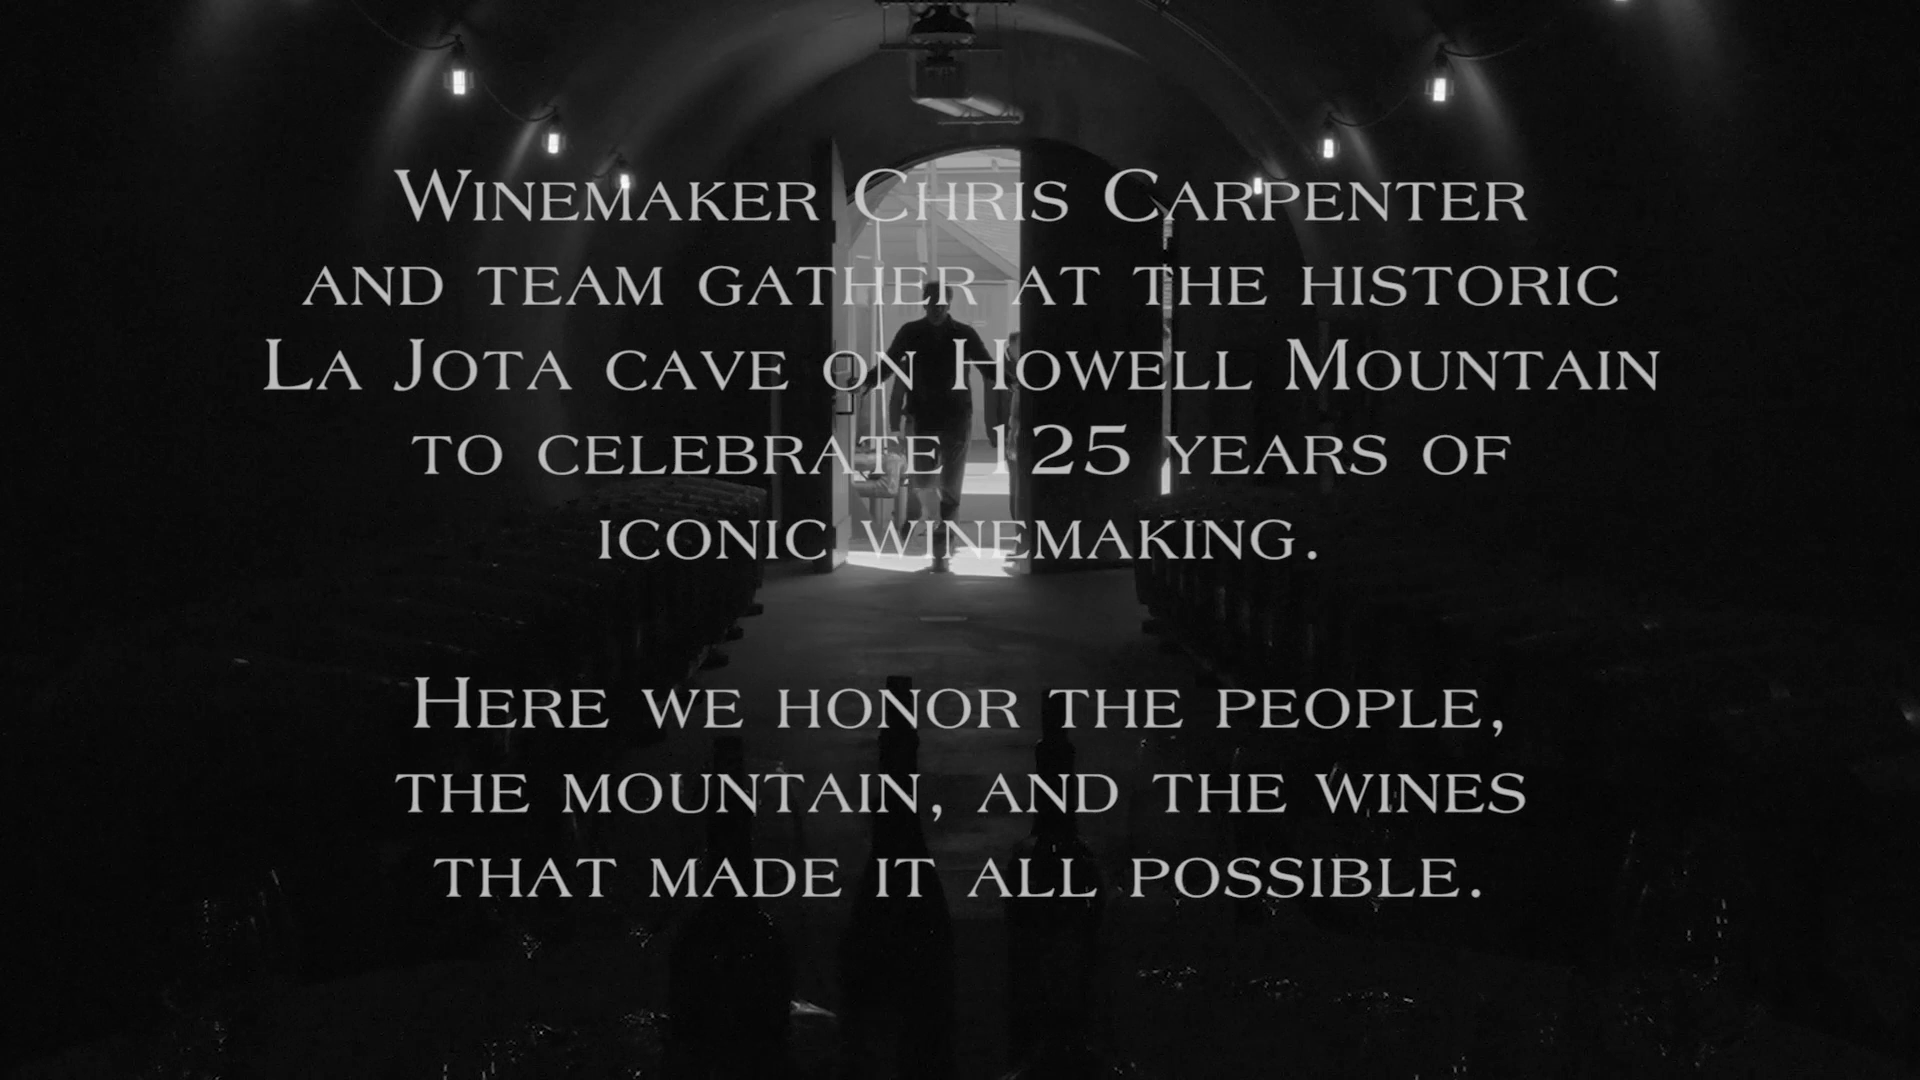 Winemaker Chris Carpenter
and team gather at the historic
La Jota cave on Howell Mountain
to celebrate 125 years of
iconic winemaking.
Here we honor the people,
the mountain, and the wines
that made it all possible.